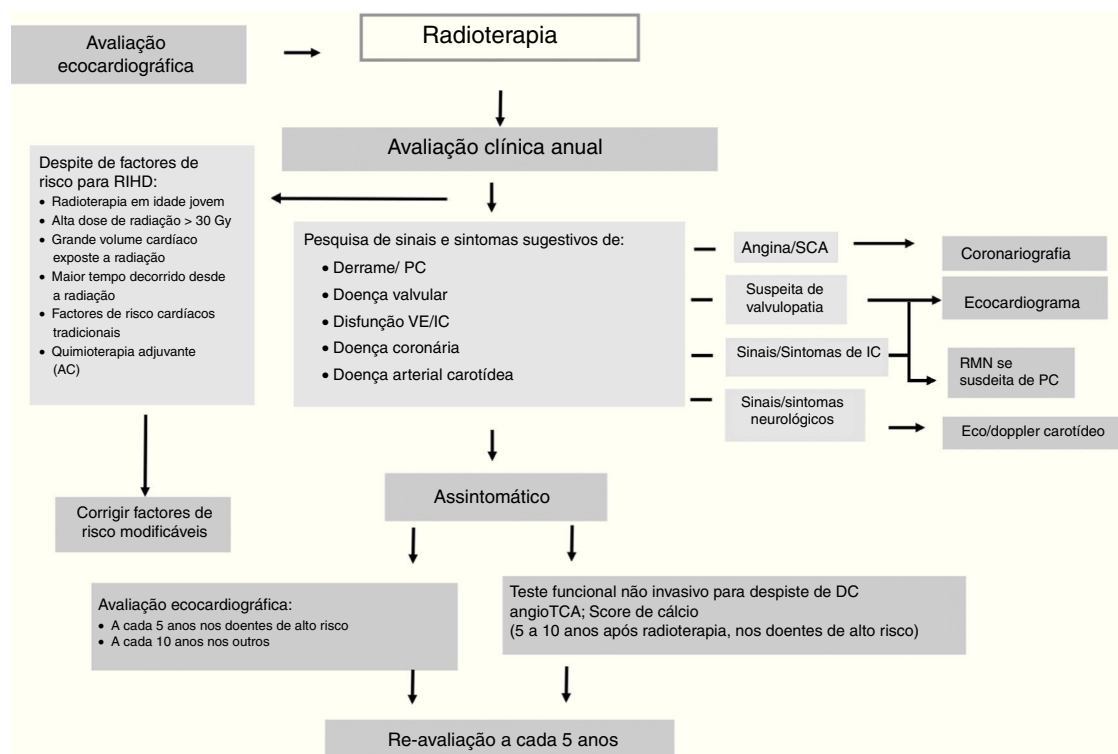 Avaliação
ecocardiográfica
Radioterapia
Avaliação clínica anual
Despite de factores de
risco para RIHD:
• Radioterapia em idade jovem
• Alta dose de radiação > 30 Gy
• Grande volume cardíaco
exposte a radiação
• Maior tempo decorrido desde
a radiação
• Factores de risco cardíacos
tradicionais
• Quimioterapia adjuvante
(AC)
Pesquisa de sinais e sintomas sugestivos de:
• Derrame/ PC
• Doença valvular
• Disfunção VE/IC
• Doença coronária
• Doença arterial carotídea
Angina/SCA
Coronariografia
Suspeita de
valvulopatia
Ecocardiograma
Sinais/Sintomas de IC
RMN se
susdeita de PC
Sinais/sintomas
neurológicos
Eco/doppler carotídeo
Corrigir factores de
risco modificáveis
Assintomático
Avaliação ecocardiográfica:
• A cada 5 anos nos doentes de alto risco
• A cada 10 anos nos outros
Teste funcional não invasivo para despiste de DC
angioTCA; Score de cálcio
(5 a 10 anos após radioterapia, nos doentes de alto risco)
Re-avaliação a cada 5 anos